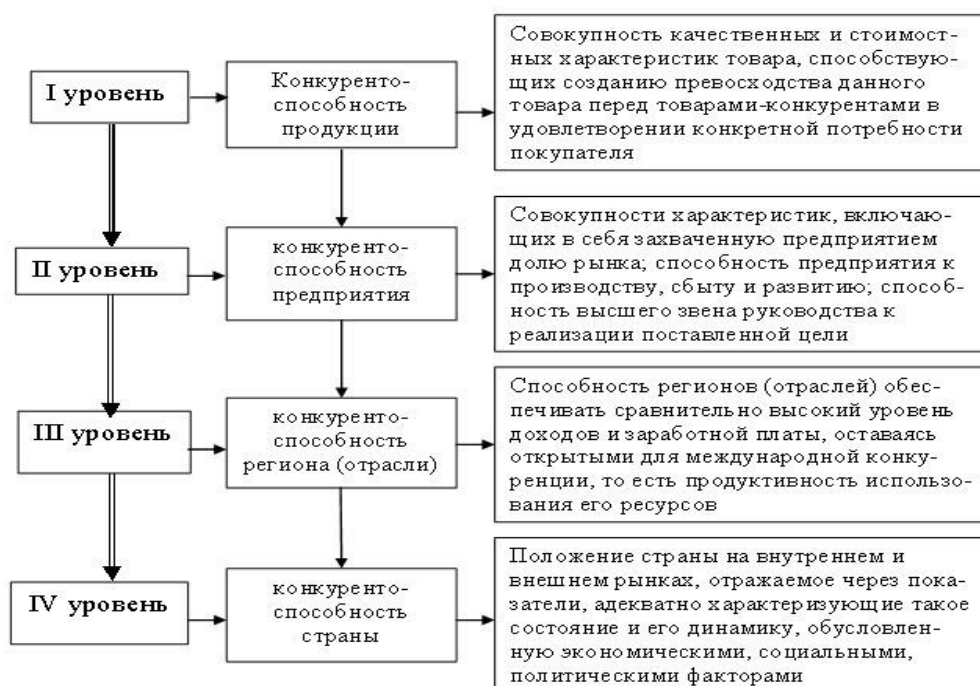 I уровень
Конкуренто-
способность
продукции
Совокупность качественных и стоимост-
ных характеристик товара, способствую-
щих созданию превосходства данного
товара перед товарами-конкурентами в
удовлетворении конкретной потребности
покупателя
II уровень
конкуренто-
способность
предприятия
Совокупности характеристик, включаю-
щих в себя захваченную предприятием
долю рынка; способность предприятия к
производству, сбыту и развитию; способ-
ность высшего звена руководства к
реализации поставленной цели
III уровень
конкуренто-
способность
региона (отрасли)
Способность регионов (отраслей) обес-
печивать сравнительно высокий уровень
доходов и заработной платы, оставаясь
открытыми для международной конку-
ренции, то есть продуктивность использо-
вания его ресурсов
IV уровень
конкуренто-
способность
страны
Положение страны на внутреннем и
внешнем рынках, отражаемое через пока-
затели, адекватно характеризующие такое
состояние и его динамику, обусловлен-
ную экономическими, социальными,
политическими факторами